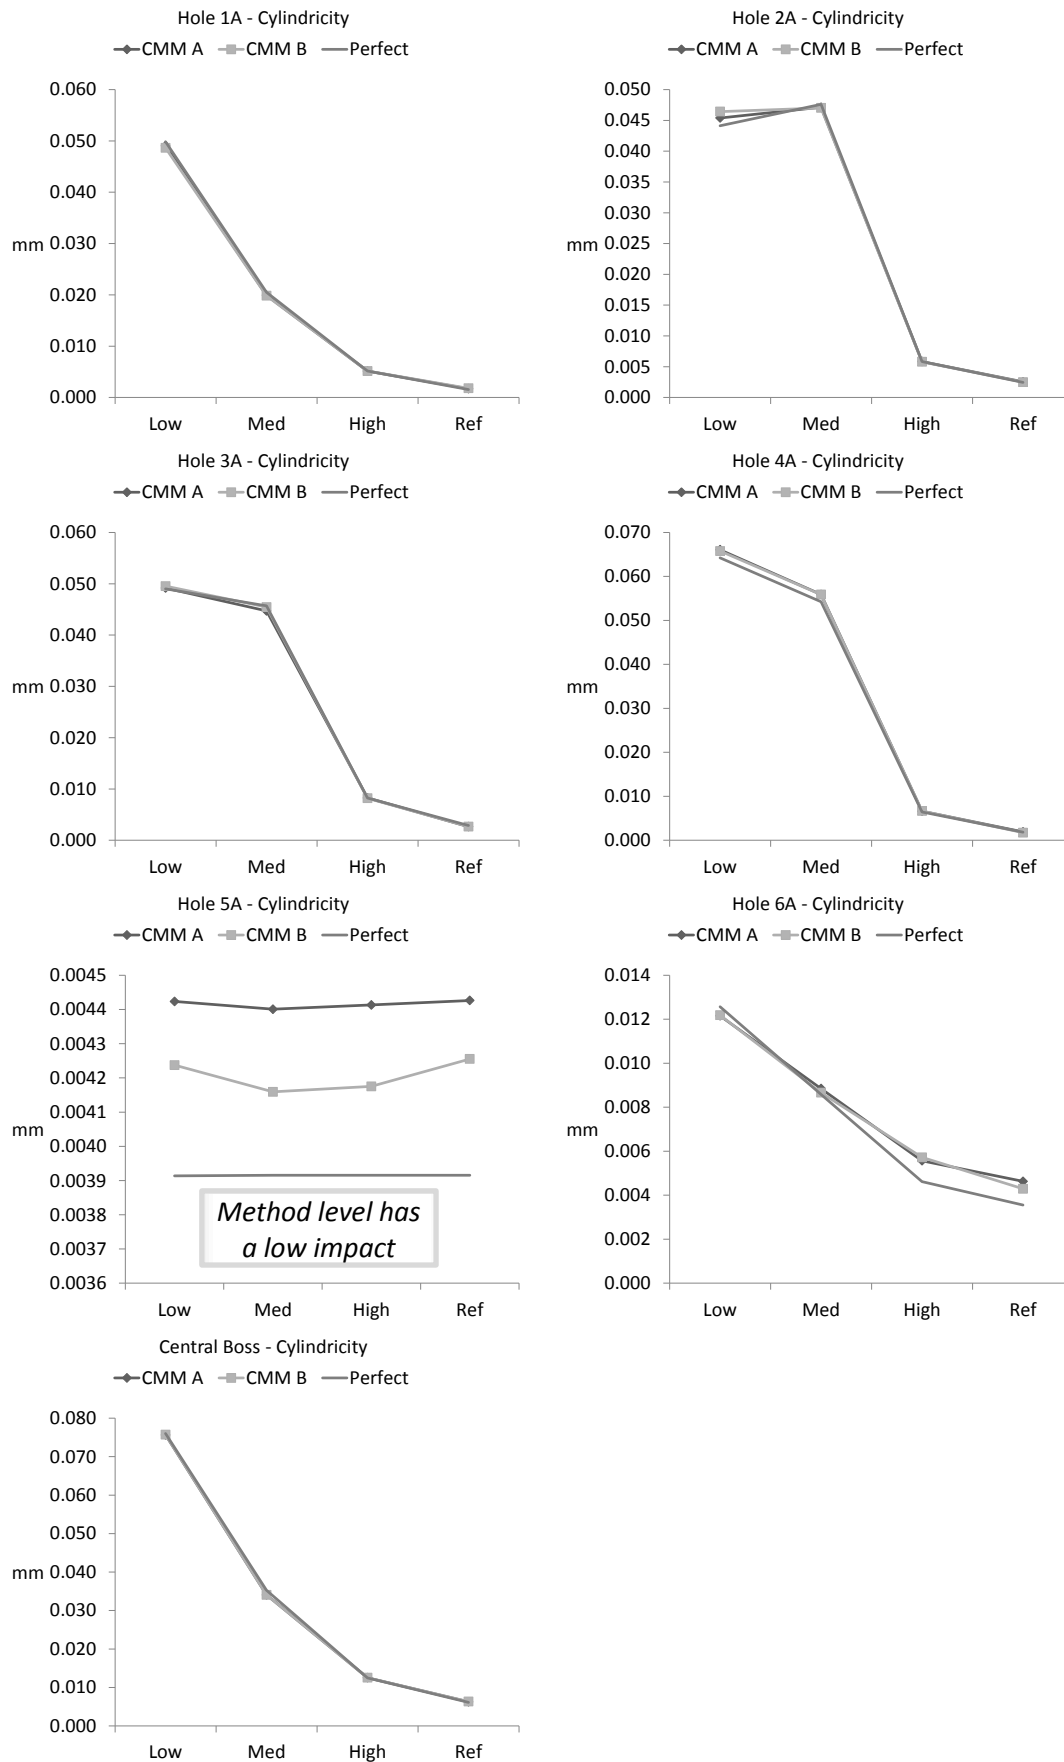 Hole 1A - Cylindricity
CMM A CMM B Perfect
0.060
0.050
0.040
0.030
mm
0.020
0.010
0.000
Low Med High Ref
Hole 2A - Cylindricity
CMM A CMM B Perfect
0.050
0.045
0.040
0.035
0.030
mm 0.025
0.020
0.015
0.010
0.005
0.000
Low Med High Ref
Hole 3A - Cylindricity
CMM A CMM B Perfect
0.060
0.050
0.040
0.030
mm
0.020
0.010
0.000
Low Med High Ref
Hole 4A - Cylindricity
CMM A CMM B Perfect
0.070
0.060
0.050
0.040
mm
0.030
0.020
0.010
0.000
Low Med High Ref
Hole 5A - Cylindricity
CMM A CMM B Perfect
0.0045
0.0044
0.0043
0.0042
0.0041
mm
0.0040
0.0039
0.0038
0.0037
0.0036
Method level has
a low impact
Low Med High Ref
Hole 6A - Cylindricity
CMM A CMM B Perfect
0.014
0.012
0.010
0.008
mm
0.006
0.004
0.002
0.000
Low Med High Ref
Central Boss - Cylindricity
CMM A CMM B Perfect
0.080
0.070
0.060
0.050
mm 0.040
0.030
0.020
0.010
0.000
Low Med High Ref